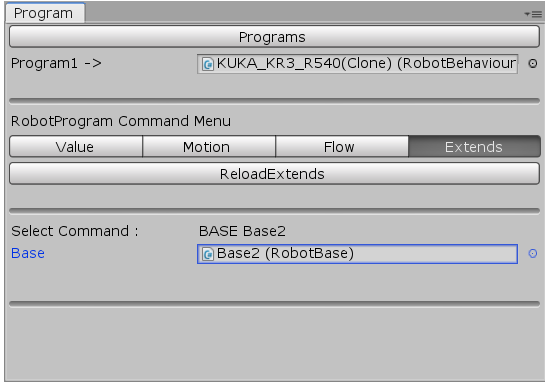 Program
Programs
Program1 -> KUKA_KR3_R540(Clone) (RobotBehaviour
RobotProgram Command Menu
Value Motion Flow Extends
ReloadExtends
Select Command : BASE Base2
Base Base2 (RobotBase)